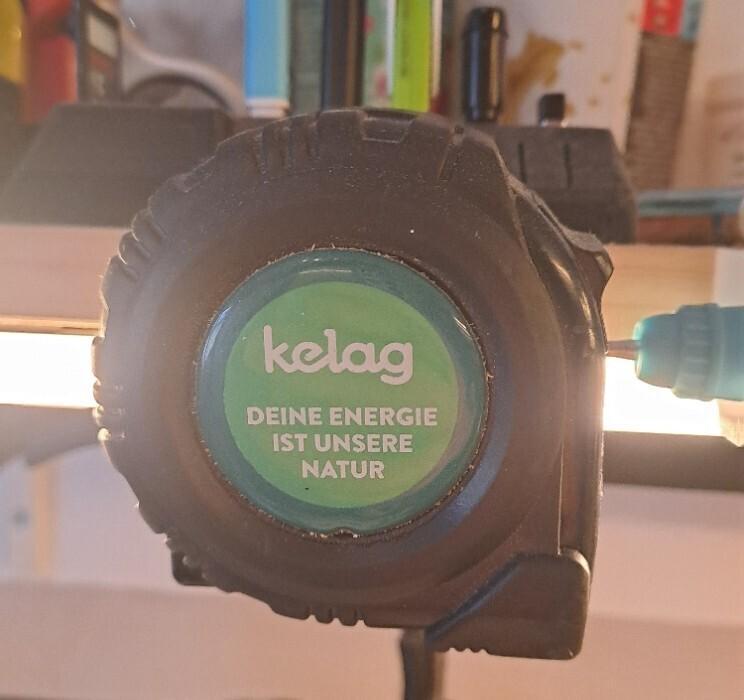 kelag
DEINE ENERGIE
IST UNSERE
NATUR